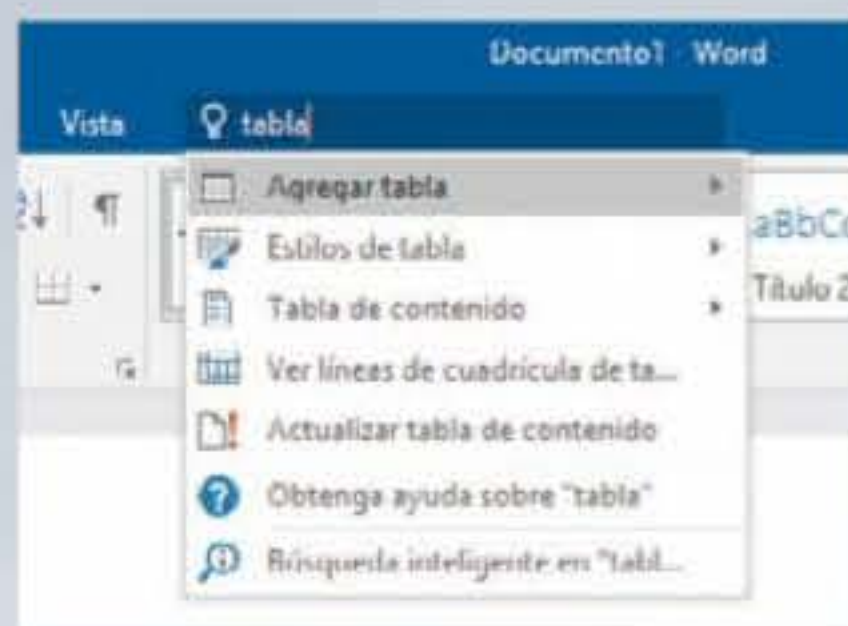 Documento1 Word
Vista
tabla
Agregar tabla
Estilos de tabla
Tabla de contenido
Ver líneas de cuadrícula de ta...
Actualizar tabla de contenido
Obtenga ayuda sobre "tabla"
Búsqueda inteligente en "tabl...
aBbCc
Título 2